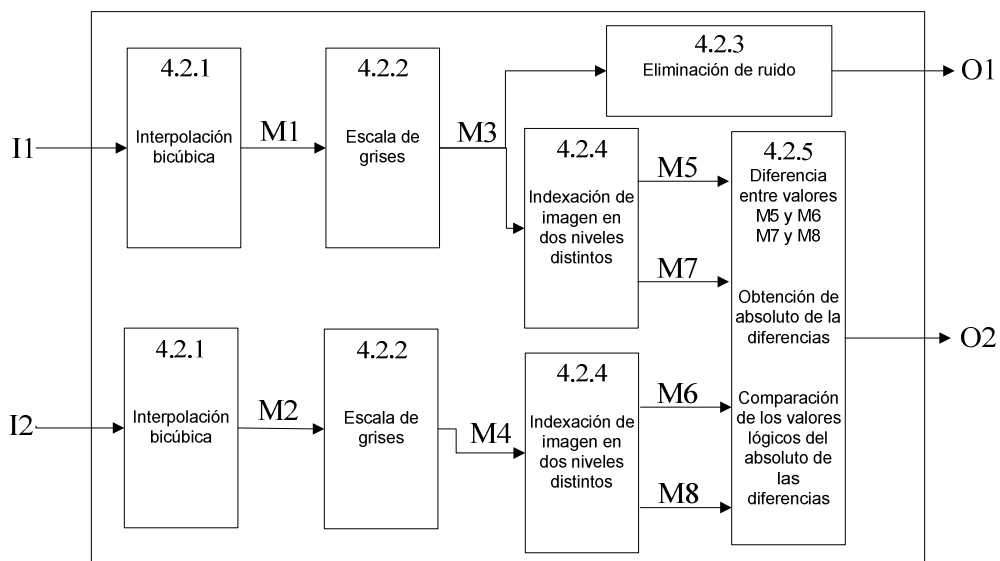 I1
4.2.1
Interpolación
bicúbica
M1
4.2.2
Escala de
grises
M3
4.2.3
Eliminación de ruido
O1
4.2.4
Indexación de
imagen en
dos niveles
distintos
M5
M7
4.2.5
Diferencia
entre valores
M5 y M6
M7 y M8
Obtención de
absoluto de la
diferencias
Comparación
de los valores
lógicos del
absoluto de
las
diferencias
O2
I2
4.2.1
Interpolación
bicúbica
M2
4.2.2
Escala de
grises
M4
4.2.4
Indexación de
imagen en
dos niveles
distintos
M6
M8